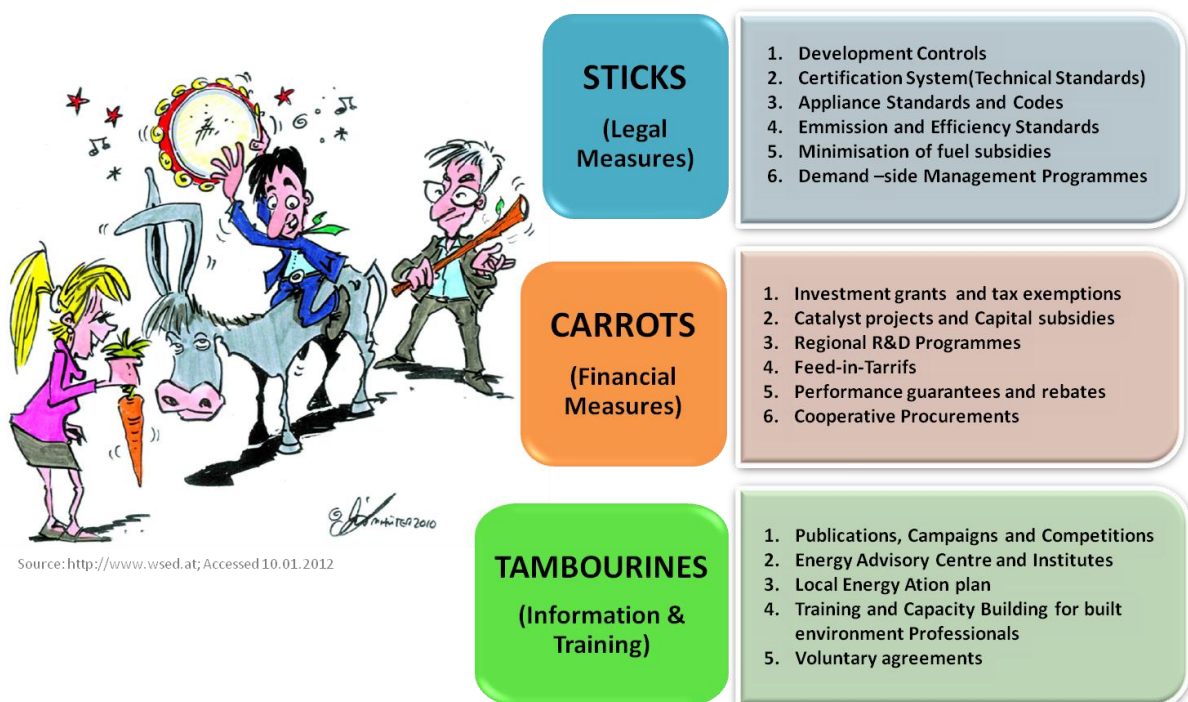 STICKS
(Legal
Measures)
1. Development Controls
2. Certification System(Technical Standards)
3. Appliance Standards and Codes
4. Emmission and Efficiency Standards
5. Minimisation of fuel subsidies
6. Demand –side Management Programmes
CARROTS
(Financial
Measures)
1. Investment grants and tax exemptions
2. Catalyst projects and Capital subsidies
3. Regional R&D Programmes
4. Feed-in-Tarrifs
5. Performance guarantees and rebates
6. Cooperative Procurements
TAMBOURINES
(Information &
Training)
1. Publications, Campaigns and Competitions
2. Energy Advisory Centre and Institutes
3. Local Energy Ation plan
4. Training and Capacity Building for built
environment Professionals
5. Voluntary agreements
© 2010
Source: http://www.wsed.at; Accessed 10.01.2012